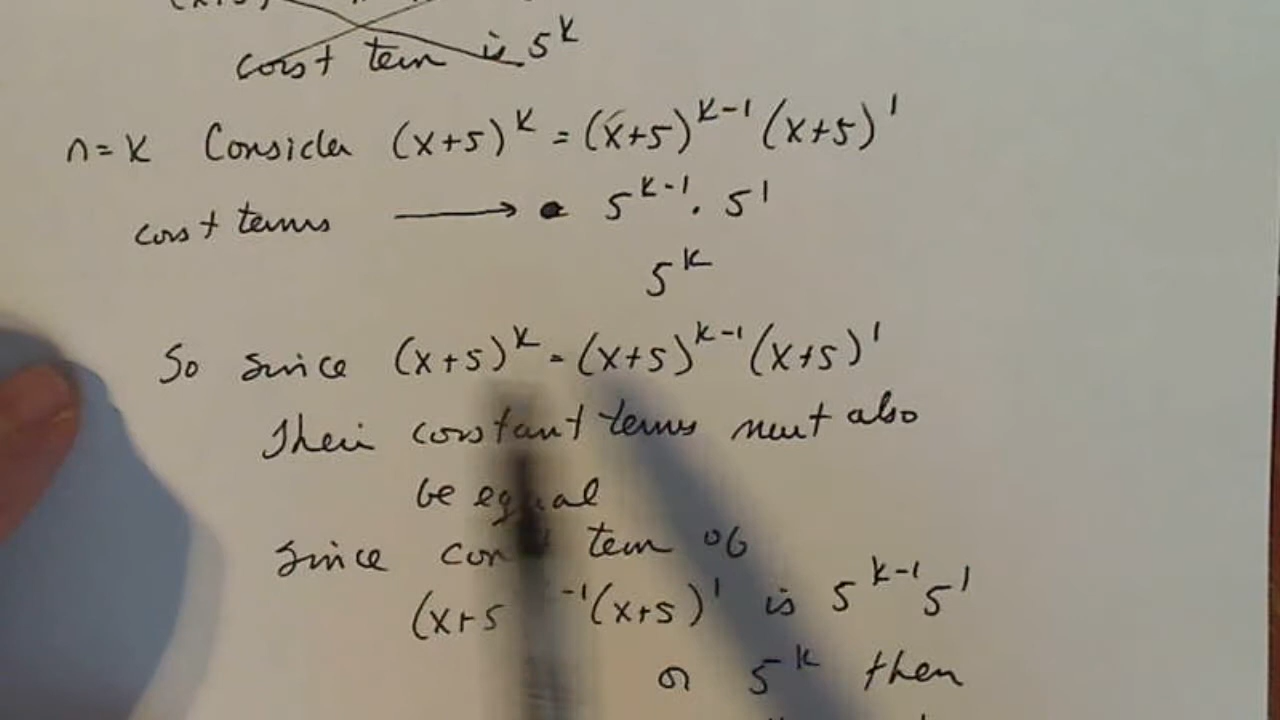 (x+5)
const term is 5^k
n=k Consider (x+5)^k = (x+5)^{k-1} (x+5)^1
const terms → 5^{k-1} . 5^1
5^k
So since (x+5)^k = (x+5)^{k-1} (x+5)^1
Their constant terms must also
be equal
since term of
(x+5 -1(x+5)^1 is 5^{k-1} 5^1
or 5^k then